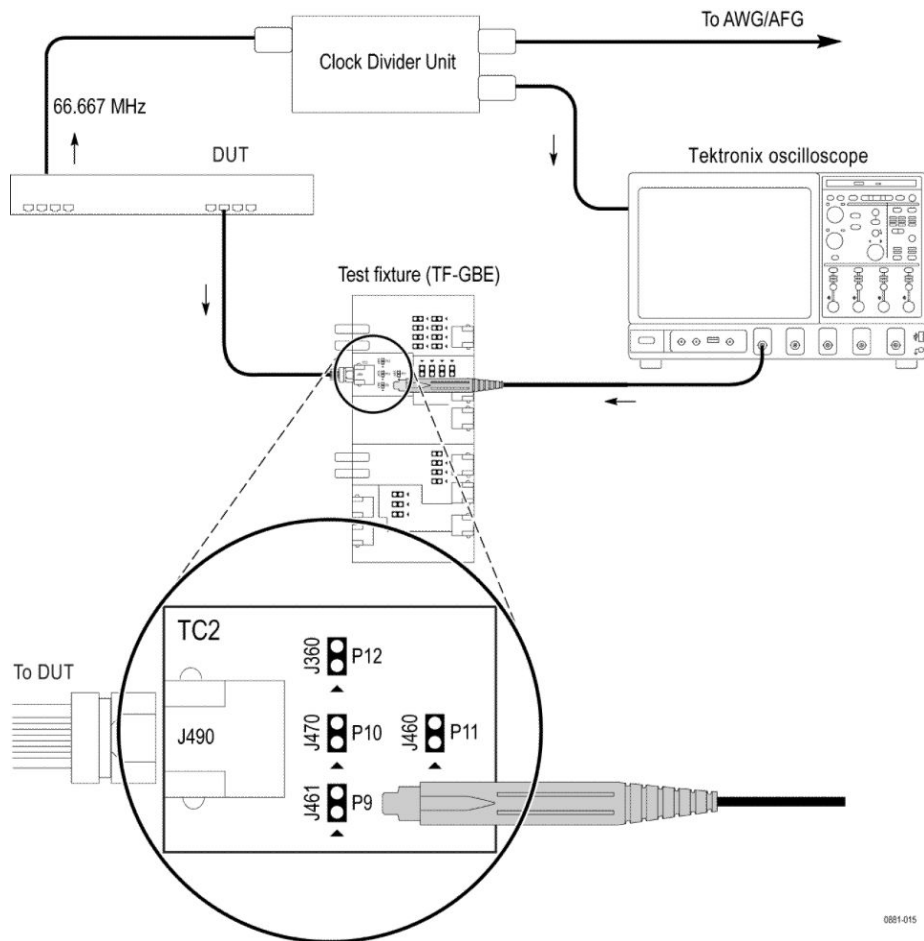 To AWG/AFG
Clock Divider Unit
66.667 MHz
DUT
Tektronix oscilloscope
Test fixture (TF-GBE)
TC2
J360 P12
To DUT
J490
J470 P10
J460 P11
J461 P9
0881-015